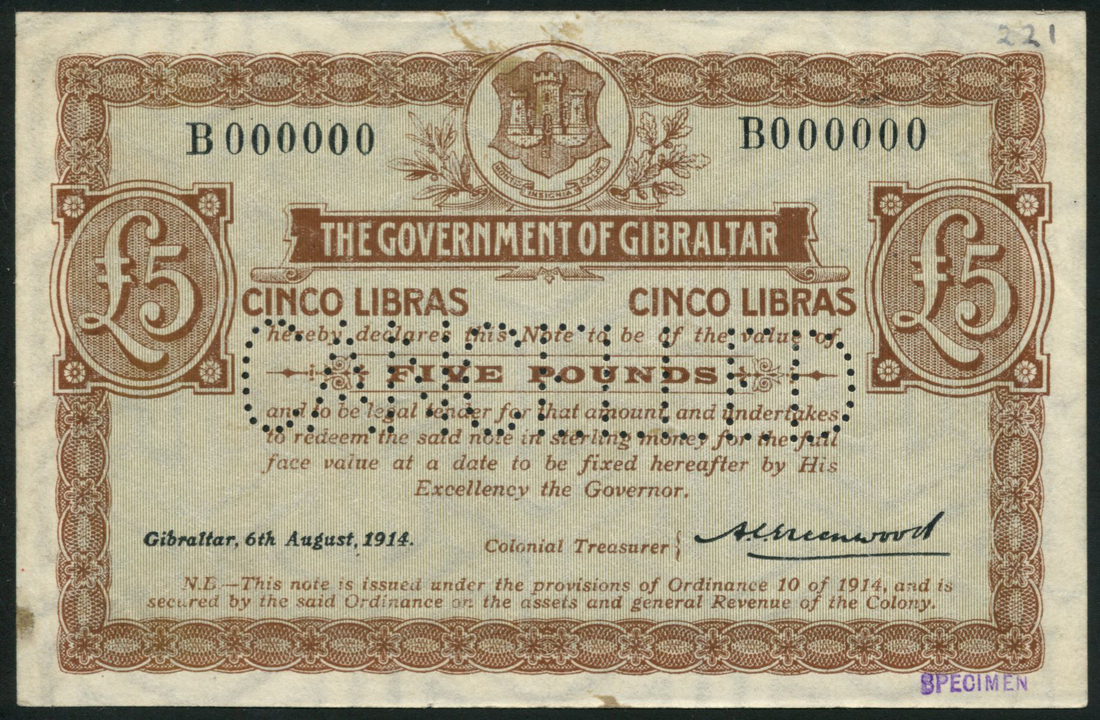 221
B000000 B000000
THE GOVERNMENT OF GIBRALTAR
£5 £5
CINCO LIBRAS CINCO LIBRAS
hereby declares this Note to be of the value of
FIVE POUNDS
CANCELLED
and to be legal tender for that amount, and undertakes
to redeem the said note in sterling money for the full
face value at a date to be fixed hereafter by His
Excellency the Governor.
Gibraltar, 6th August, 1914.
Colonial Treasurer { A C Greenwood
N.B.—This note is issued under the provisions of Ordinance 10 of 1914, and is
secured by the said Ordinance on the assets and general Revenue of the Colony.
SPECIMEN